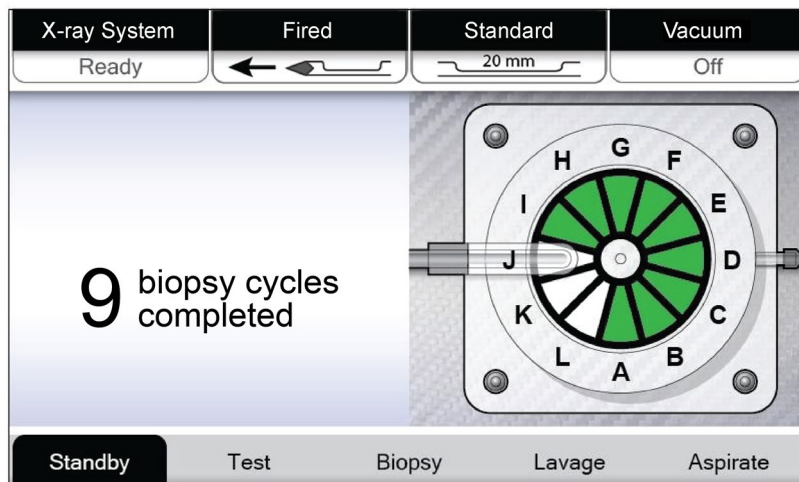 X-ray System
Fired
Standard
Vacuum
Ready
20 mm
Off
9 biopsy cycles
completed
G
H
F
I
E
J
D
K
C
L
B
A
Standby
Test
Biopsy
Lavage
Aspirate